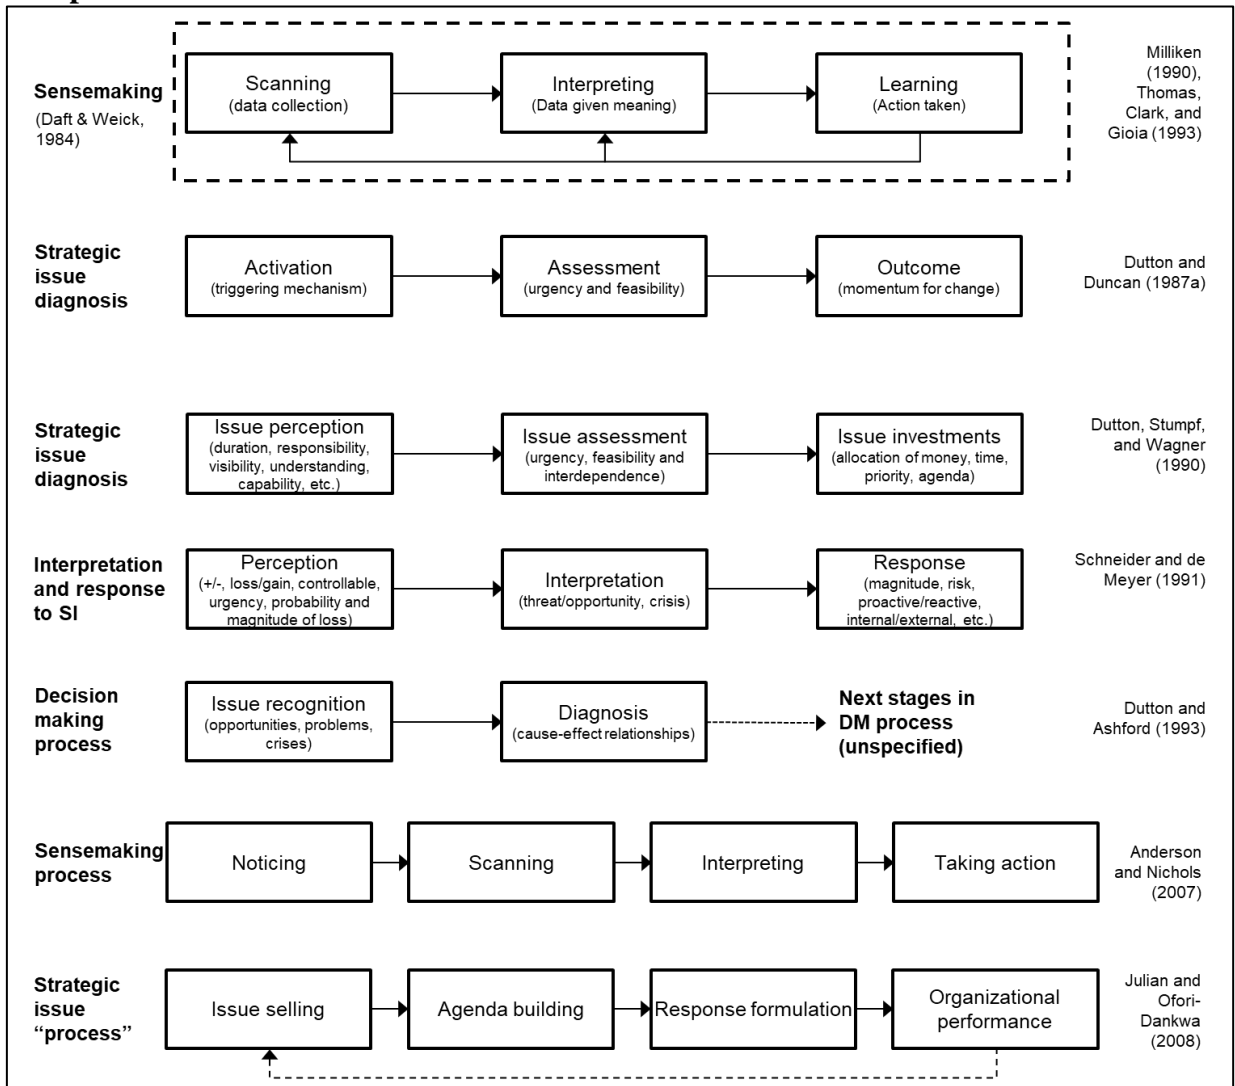 Sensemaking
(Daft & Weick,
1984)
Scanning
(data collection)
Interpreting
(Data given meaning)
Learning
(Action taken)
Milliken
(1990),
Thomas,
Clark, and
Gioia (1993)
Strategic
issue
diagnosis
Activation
(triggering mechanism)
Assessment
(urgency and feasibility)
Outcome
(momentum for change)
Dutton and
Duncan (1987a)
Strategic
issue
diagnosis
Issue perception
(duration, responsibility,
visibility, understanding,
capability, etc.)
Issue assessment
(urgency, feasibility and
interdependence)
Issue investments
(allocation of money, time,
priority, agenda)
Dutton, Stumpf,
and Wagner
(1990)
Interpretation
and response
to SI
Perception
(+/-, loss/gain, controllable,
urgency, probability and
magnitude of loss)
Interpretation
(threat/opportunity, crisis)
Response
(magnitude, risk,
proactive/reactive,
internal/external, etc.)
Schneider and de
Meyer (1991)
Decision
making
process
Issue recognition
(opportunities, problems,
crises)
Diagnosis
(cause-effect relationships)
Next stages in
DM process
(unspecified)
Dutton and
Ashford (1993)
Sensemaking
process
Noticing
Scanning
Interpreting
Taking action
Anderson
and Nichols
(2007)
Strategic
issue
“process”
Issue selling
Agenda building
Response formulation
Organizational
performance
Julian and
Ofori-
Dankwa
(2008)